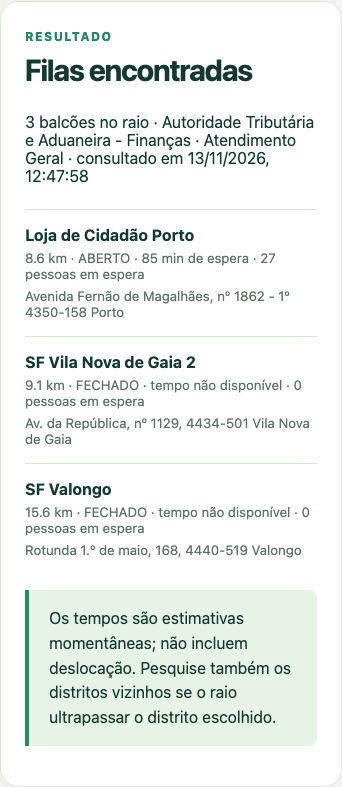 RESULTADO
Filas encontradas
3 balcões no raio · Autoridade Tributária
e Aduaneira - Finanças · Atendimento
Geral · consultado em 13/11/2026,
12:47:58
Loja de Cidadão Porto
8.6 km · ABERTO · 85 min de espera · 27
pessoas em espera
Avenida Fernão de Magalhães, nº 1862 - 1º
4350-158 Porto
SF Vila Nova de Gaia 2
9.1 km · FECHADO · tempo não disponível · 0
pessoas em espera
Av. da República, nº 1129, 4434-501 Vila Nova
de Gaia
SF Valongo
15.6 km · FECHADO · tempo não disponível · 0
pessoas em espera
Rotunda 1.º de maio, 168, 4440-519 Valongo
Os tempos são estimativas
momentâneas; não incluem
deslocação. Pesquise também os
distritos vizinhos se o raio
ultrapassar o distrito escolhido.